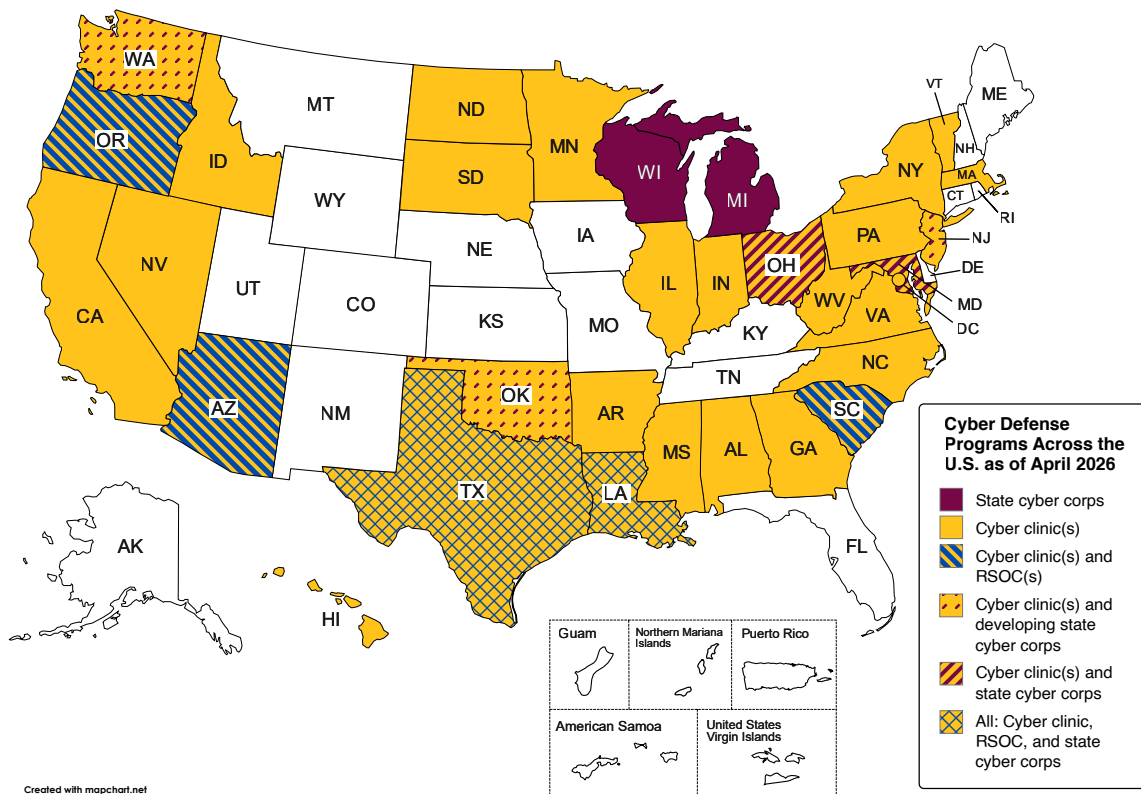 WA
MT
ND
MN
VT
ME
OR
ID
SD
WI
NY
NH
MA
WY
MI
CT
RI
IA
NE
PA
NJ
NV
OH
IL
IN
DE
UT
CO
WV
MD
CA
KS
MO
KY
VA
DC
NC
TN
OK
AZ
NM
AR
SC
MS
AL
GA
TX
LA
FL
AK
HI
Cyber Defense
Programs Across the
U.S. as of April 2026
State cyber corps
Cyber clinic(s)
Cyber clinic(s) and
RSOC(s)
Cyber clinic(s) and
developing state
cyber corps
Cyber clinic(s) and
state cyber corps
All: Cyber clinic,
RSOC, and state
cyber corps
Guam
Northern Mariana
Islands
Puerto Rico
American Samoa
United States
Virgin Islands
Created with mapchart.net